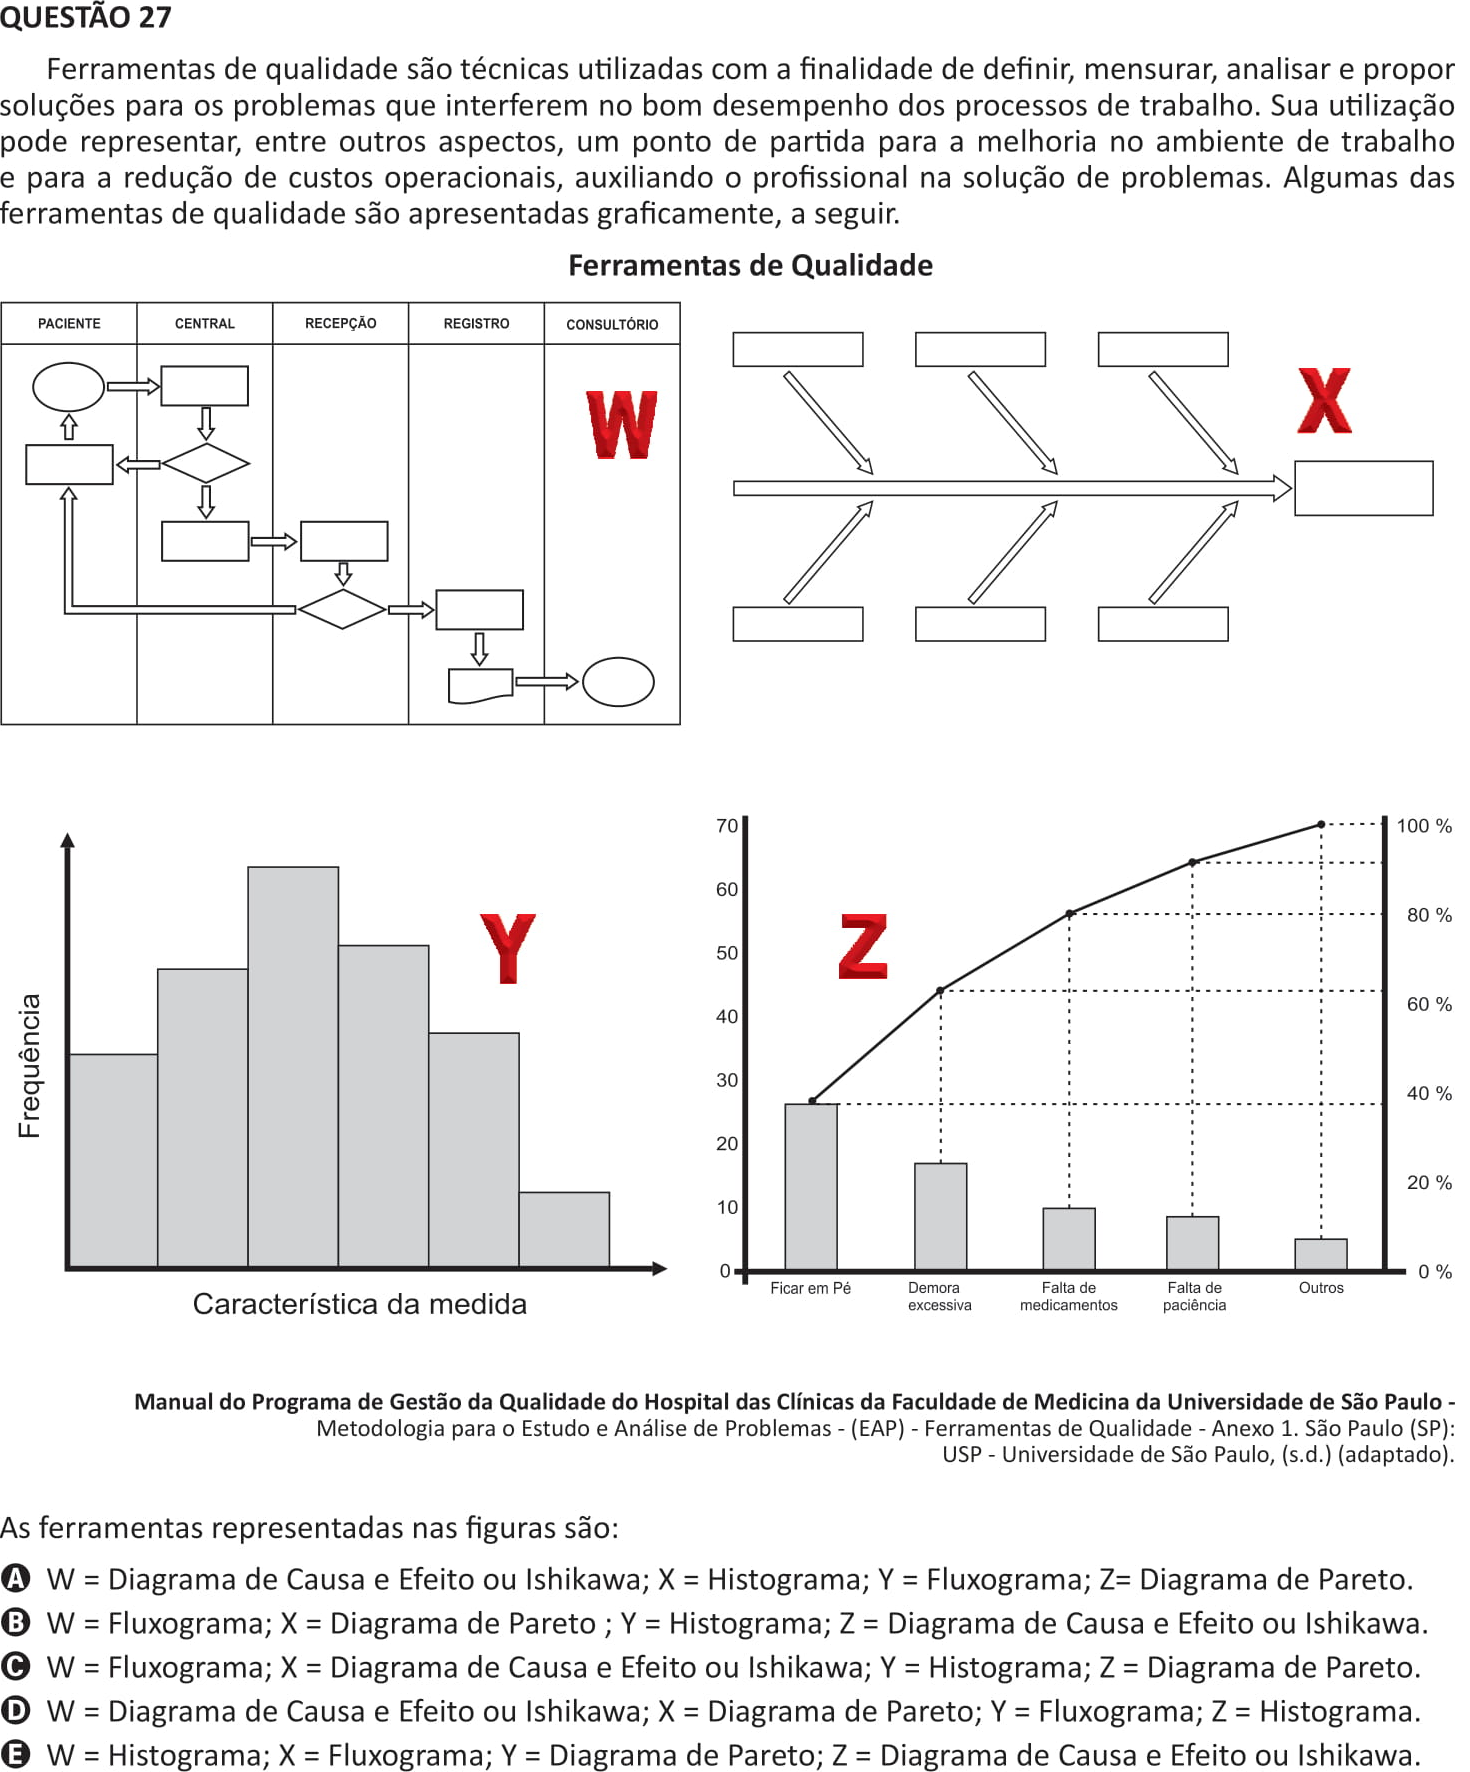 QUESTÃO 27
Ferramentas de qualidade são técnicas utilizadas com a finalidade de definir, mensurar, analisar e propor
soluções para os problemas que interferem no bom desempenho dos processos de trabalho. Sua utilização
pode representar, entre outros aspectos, um ponto de partida para a melhoria no ambiente de trabalho
e para a redução de custos operacionais, auxiliando o profissional na solução de problemas. Algumas das
ferramentas de qualidade são apresentadas graficamente, a seguir.
Ferramentas de Qualidade
PACIENTE CENTRAL RECEPÇÃO REGISTRO CONSULTÓRIO
W
X
Frequência
Y
Característica da medida
70
60
50
40
30
20
10
0
Z
100 %
80 %
60 %
40 %
20 %
0 %
Ficar em Pé
Demora
excessiva
Falta de
medicamentos
Falta de
paciência
Outros
Manual do Programa de Gestão da Qualidade do Hospital das Clínicas da Faculdade de Medicina da Universidade de São Paulo -
Metodologia para o Estudo e Análise de Problemas - (EAP) - Ferramentas de Qualidade - Anexo 1. São Paulo (SP):
USP - Universidade de São Paulo, (s.d.) (adaptado).
As ferramentas representadas nas figuras são:
A W = Diagrama de Causa e Efeito ou Ishikawa; X = Histograma; Y = Fluxograma; Z= Diagrama de Pareto.
B W = Fluxograma; X = Diagrama de Pareto ; Y = Histograma; Z = Diagrama de Causa e Efeito ou Ishikawa.
C W = Fluxograma; X = Diagrama de Causa e Efeito ou Ishikawa; Y = Histograma; Z = Diagrama de Pareto.
D W = Diagrama de Causa e Efeito ou Ishikawa; X = Diagrama de Pareto; Y = Fluxograma; Z = Histograma.
E W = Histograma; X = Fluxograma; Y = Diagrama de Pareto; Z = Diagrama de Causa e Efeito ou Ishikawa.